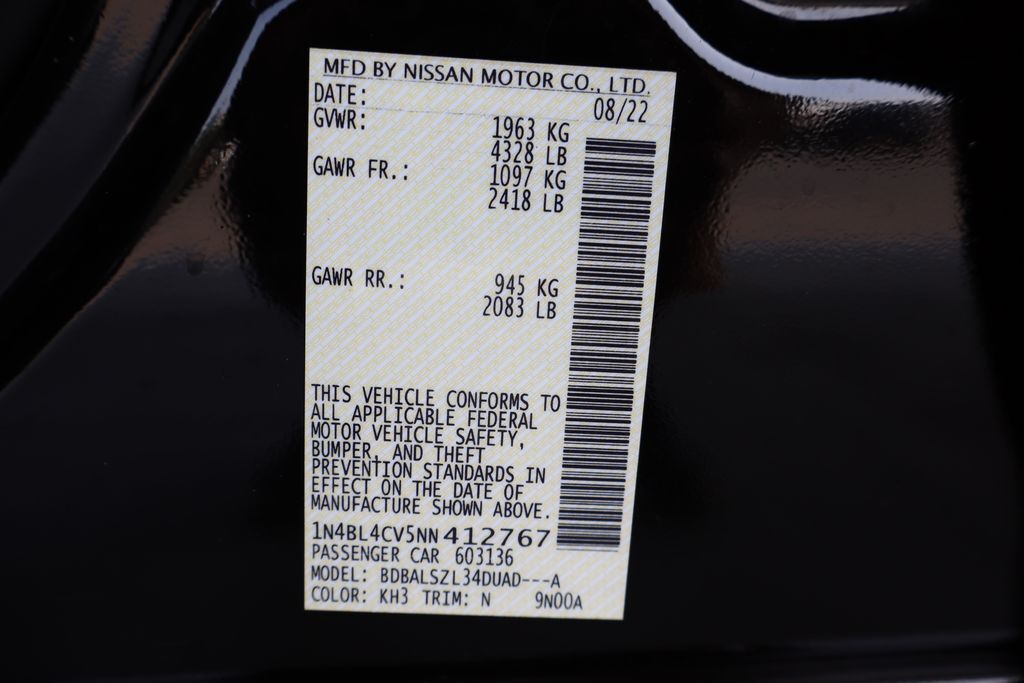 MFD BY NISSAN MOTOR CO., LTD.
DATE: 08/22
GVWR: 1963 KG
4328 LB
GAWR FR.: 1097 KG
2418 LB
GAWR RR.: 945 KG
2083 LB
THIS VEHICLE CONFORMS TO
ALL APPLICABLE FEDERAL
MOTOR VEHICLE SAFETY,
BUMPER, AND THEFT
PREVENTION STANDARDS IN
EFFECT ON THE DATE OF
MANUFACTURE SHOWN ABOVE.
1N4BL4CV5NN412767
PASSENGER CAR 603136
MODEL: BDBALSZL34DUAD---A
COLOR: KH3 TRIM: N 9N00A